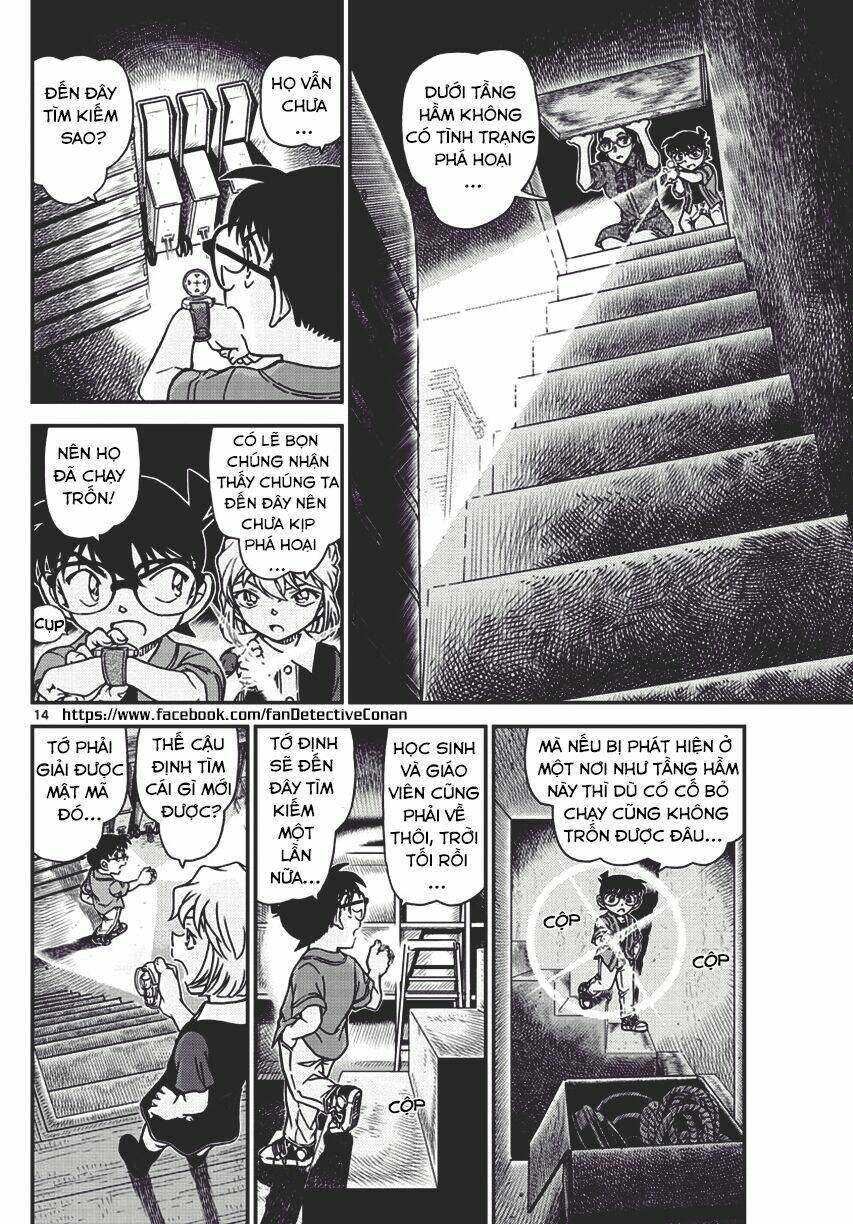 DƯỚI TẦNG
HẦM KHÔNG
CÓ TÌNH TRẠNG
PHÁ HOẠI
...
HỌ VẪN
CHƯA
...
ĐẾN ĐÂY
TÌM KIẾM
SAO?
CÓ LẼ BỌN
CHÚNG NHẬN
THẤY CHÚNG TA
ĐẾN ĐÂY NÊN
CHƯA KỊP
PHÁ HOẠI
...
NÊN HỌ
ĐÃ CHẠY
TRỐN!
CỤP
14 https://www.facebook.com/fanDetectiveConan
MÀ NẾU BỊ PHÁT HIỆN Ở
MỘT NƠI NHƯ TẦNG HẦM
NÀY THÌ DÙ CÓ CỐ BỎ
CHẠY CŨNG KHÔNG
TRỐN ĐƯỢC ĐÂU...
CỘP
CỘP
HỌC SINH
VÀ GIÁO
VIÊN CŨNG
PHẢI VỀ
THÔI, TRỜI
TỐI RỒI
...
TỚ ĐỊNH
SẼ ĐẾN
ĐÂY TÌM
KIẾM
MỘT
LẦN
NỮA...
CỘP
THẾ CẬU
ĐỊNH TÌM
CÁI GÌ MỚI
ĐƯỢC?
TỚ PHẢI
GIẢI ĐƯỢC
MẬT MÃ
ĐÓ...